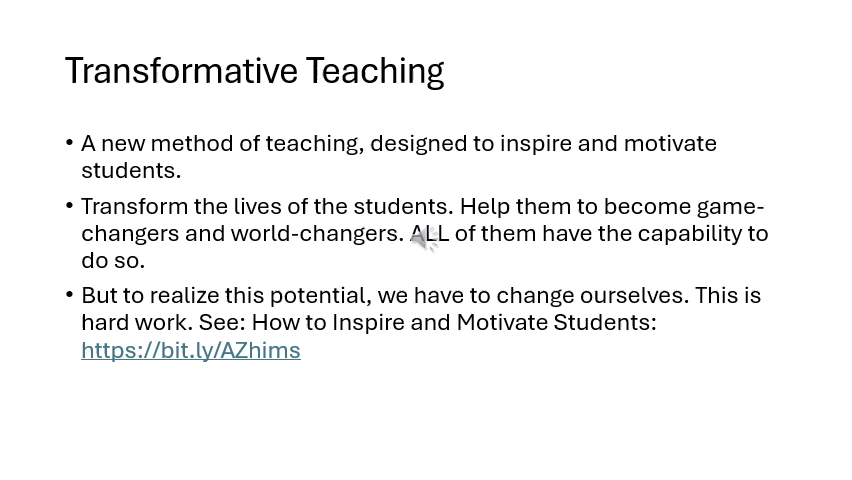 Transformative Teaching
• A new method of teaching, designed to inspire and motivate
students.
• Transform the lives of the students. Help them to become game-
changers and world-changers. ALL of them have the capability to
do so.
• But to realize this potential, we have to change ourselves. This is
hard work. See: How to Inspire and Motivate Students:
https://bit.ly/AZhims